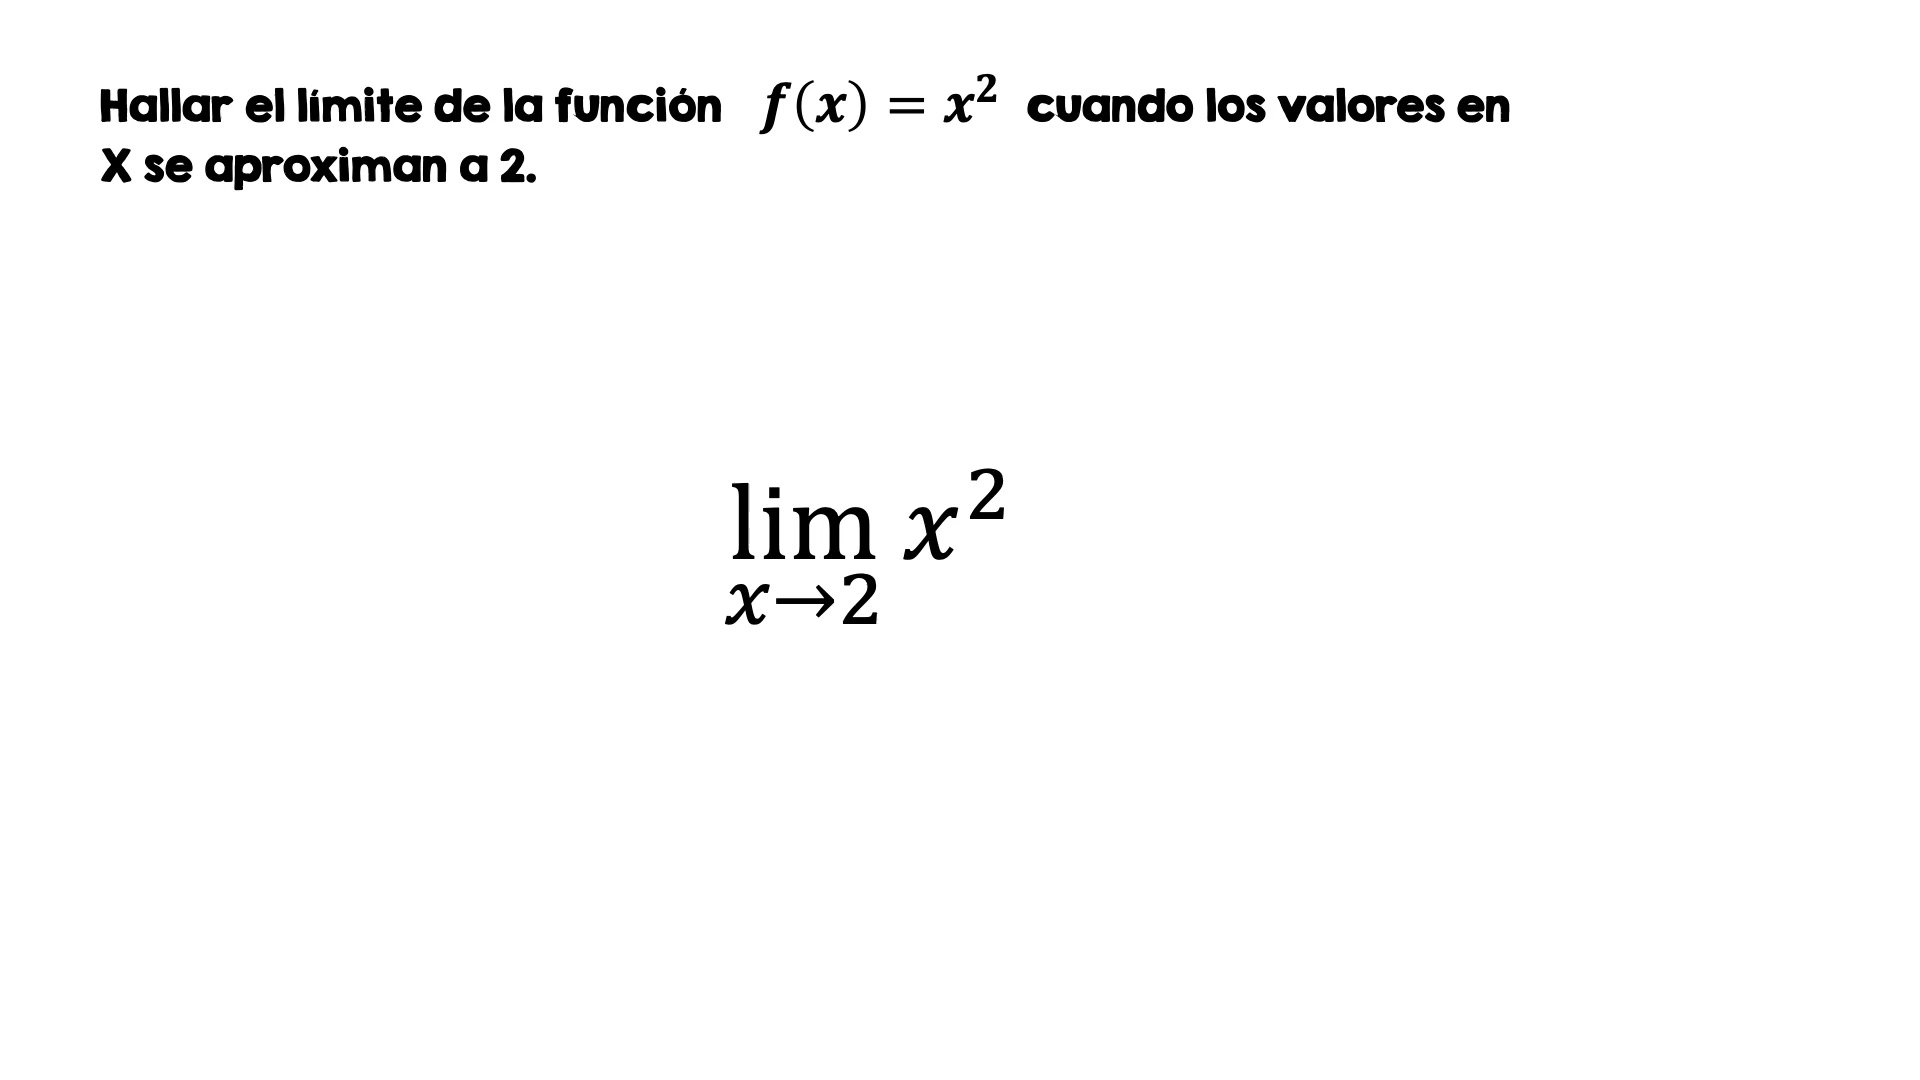 Hallar el límite de la función f(x) = x² cuando los valores en
X se aproximan a 2.
lim x²
x→2